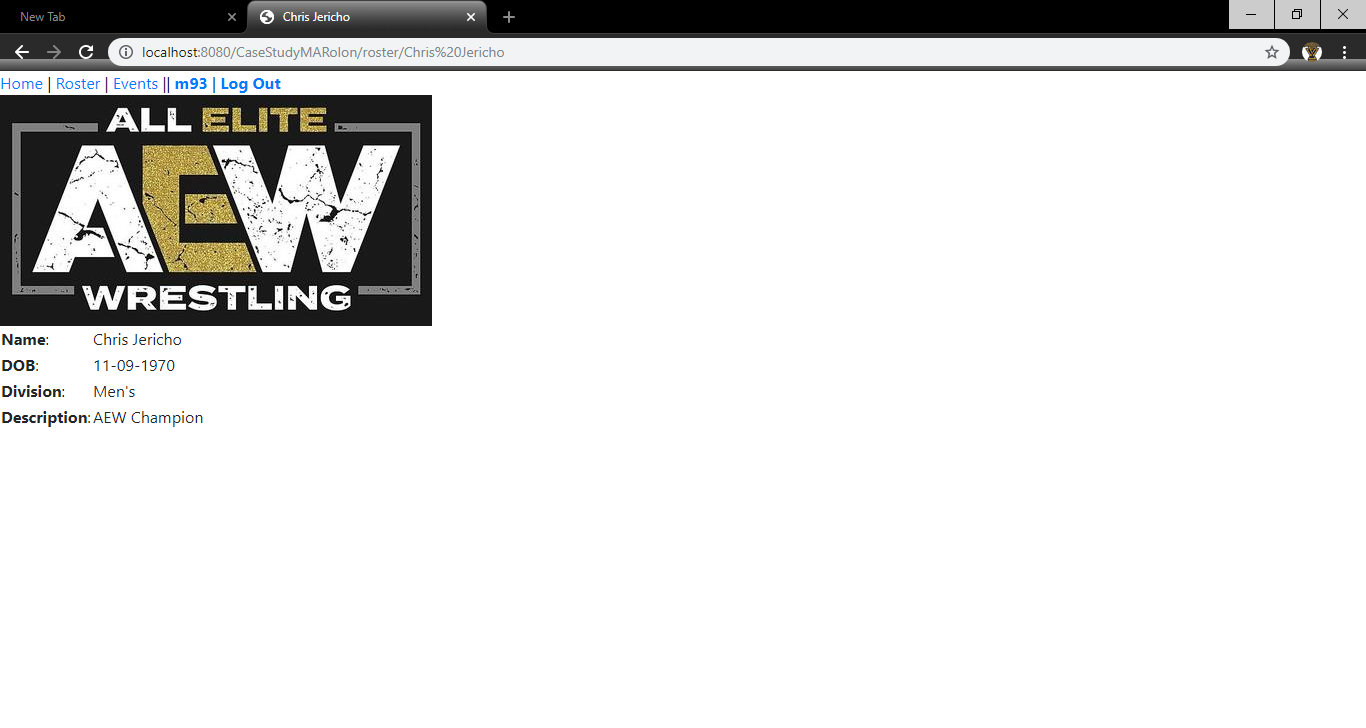 New Tab
Chris Jericho
localhost:8080/CaseStudyMARolon/roster/Chris%20Jericho
Home | Roster | Events || m93 | Log Out
ALL ELITE
AEW
WRESTLING
Name: Chris Jericho
DOB: 11-09-1970
Division: Men's
Description: AEW Champion